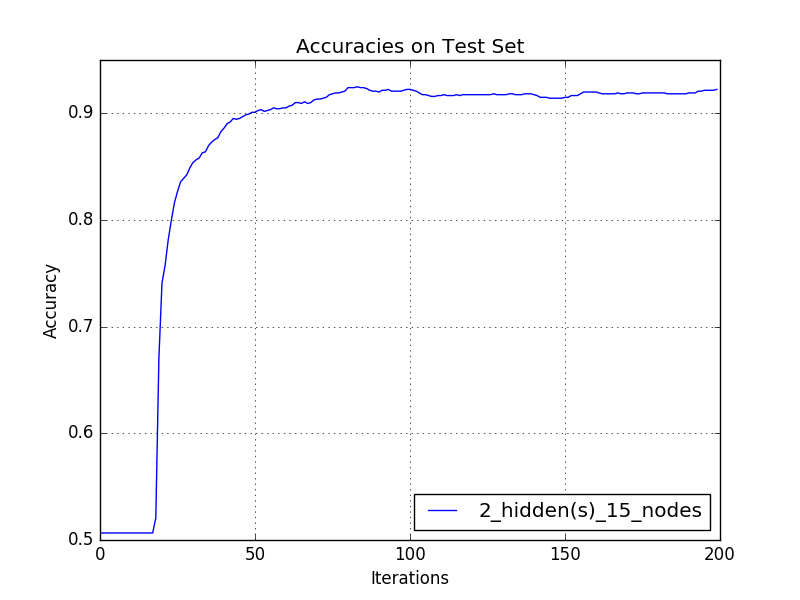 Accuracies on Test Set
Accuracy
0.9
0.8
0.7
0.6
0.5
0 50 100 150 200
Iterations
2_hidden(s)_15_nodes